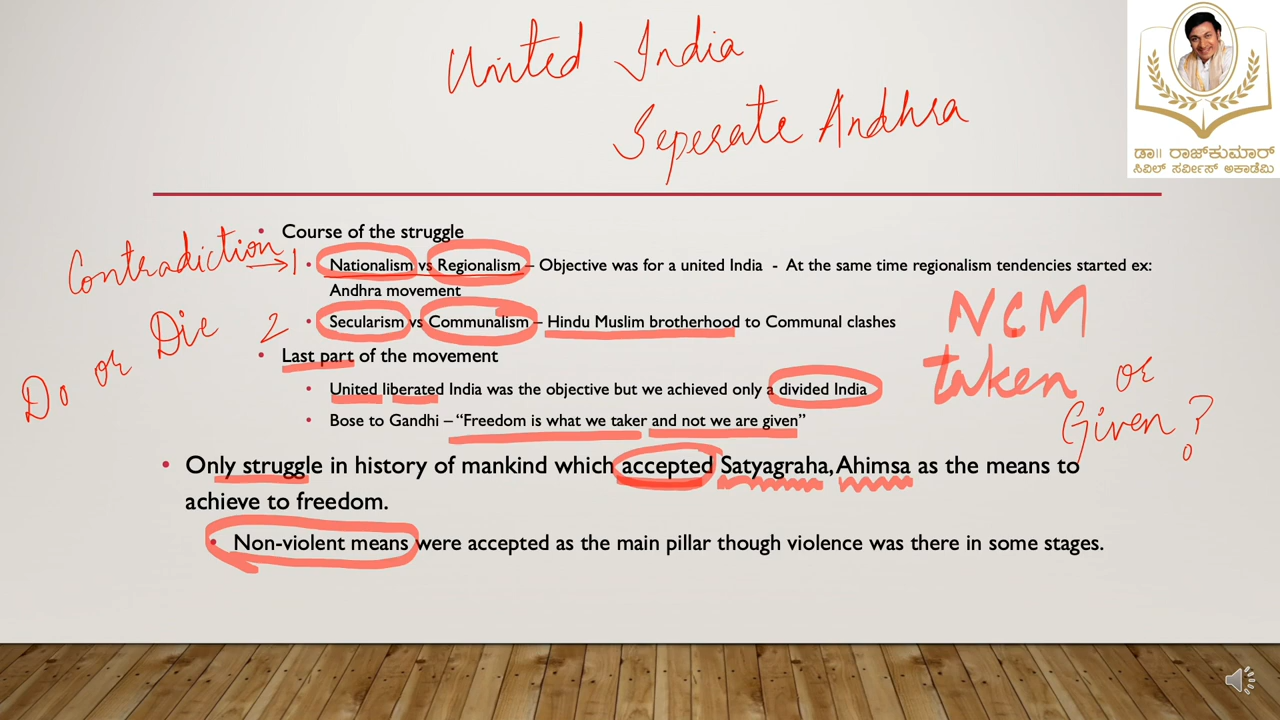 United India
Seperate Andhra
ಡಾ|| ರಾಜ್‌ಕುಮಾರ್
ಸಿವಿಲ್ ಸರ್ವೀಸ್ ಅಕಾಡೆಮಿ
• Course of the struggle
Contradiction → 1
• Nationalism vs Regionalism – Objective was for a united India - At the same time regionalism tendencies started ex:
Andhra movement
2
• Secularism vs Communalism – Hindu Muslim brotherhood to Communal clashes
NCM
taken or
Given ?
Do or Die
• Last part of the movement
• United liberated India was the objective but we achieved only a divided India
• Bose to Gandhi – “Freedom is what we taker and not we are given”
• Only struggle in history of mankind which accepted Satyagraha, Ahimsa as the means to
achieve to freedom.
• Non-violent means were accepted as the main pillar though violence was there in some stages.